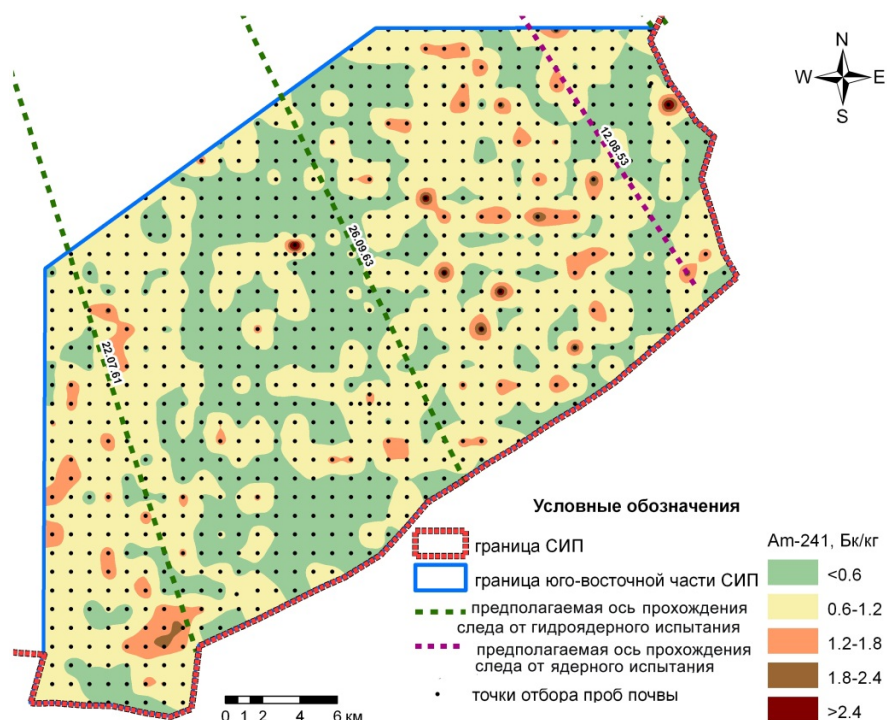 N
W E
S
12.08.53
26.09.63
22.07.61
Условные обозначения
граница СИП
граница юго-восточной части СИП
предполагаемая ось прохождения
следа от гидроядерного испытания
предполагаемая ось прохождения
следа от ядерного испытания
точки отбора проб почвы
Am-241, Бк/кг
<0.6
0.6-1.2
1.2-1.8
1.8-2.4
>2.4
0 1 2 4 6 км